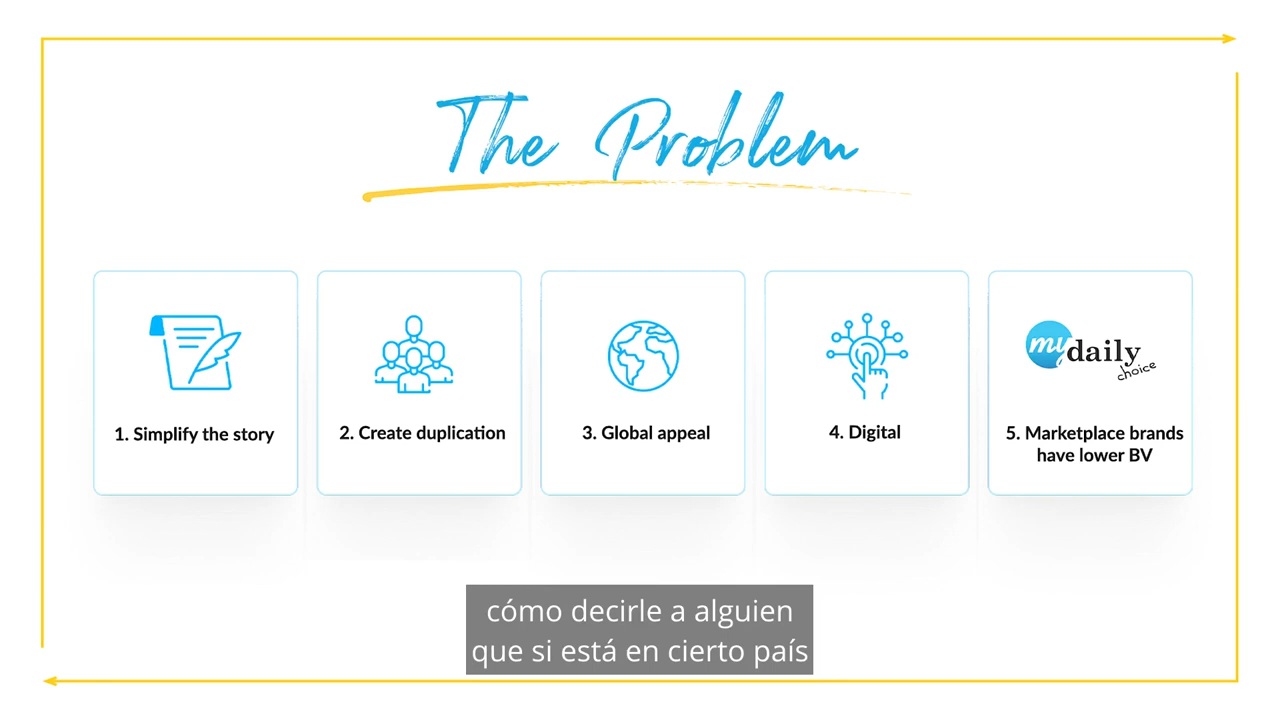 The Problem
1. Simplify the story
2. Create duplication
3. Global appeal
4. Digital
my daily
choice
5. Marketplace brands
have lower BV
cómo decirle a alguien
que si está en cierto país